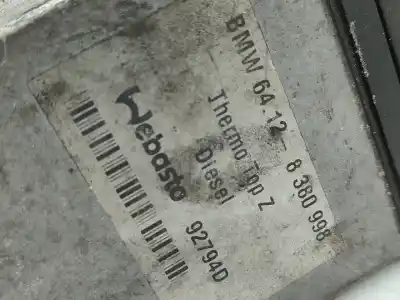 BMW 64.12 - 8 380 998
Thermo Top Z
Diesel
Webasto 92794D